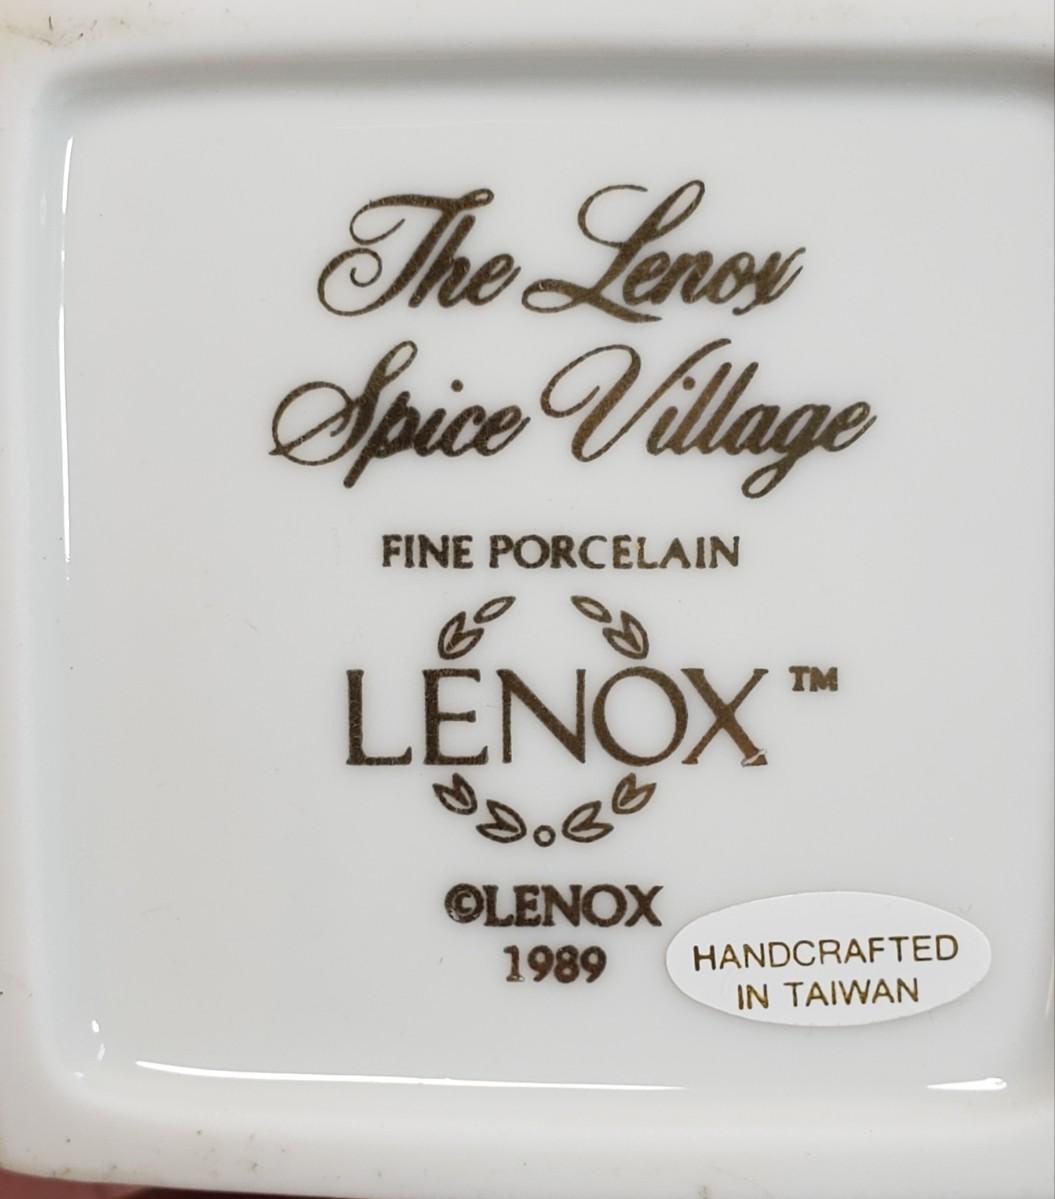 The Lenox
Spice Village
FINE PORCELAIN
LENOX™
©LENOX
1989
HANDCRAFTED
IN TAIWAN